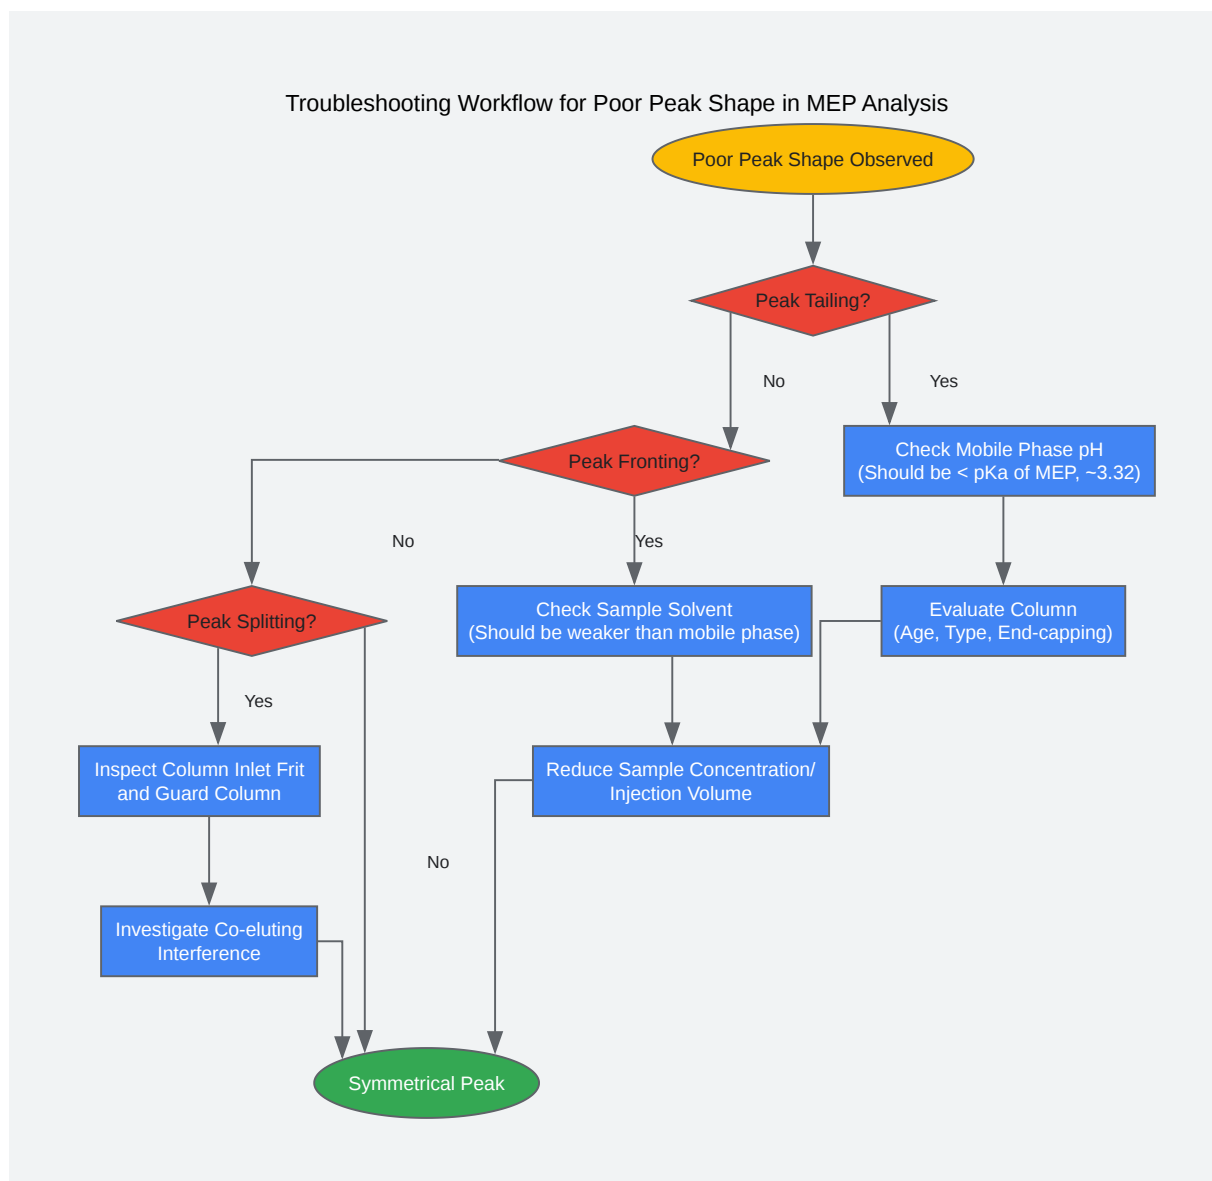 Troubleshooting Workflow for Poor Peak Shape in MEP Analysis
Poor Peak Shape Observed
Peak Tailing?
No
Yes
Peak Fronting?
Check Mobile Phase pH
(Should be < pKa of MEP, ~3.32)
No
Yes
Peak Splitting?
Check Sample Solvent
(Should be weaker than mobile phase)
Evaluate Column
(Age, Type, End-capping)
Yes
Inspect Column Inlet Frit
and Guard Column
Reduce Sample Concentration/
Injection Volume
No
Investigate Co-eluting
Interference
Symmetrical Peak